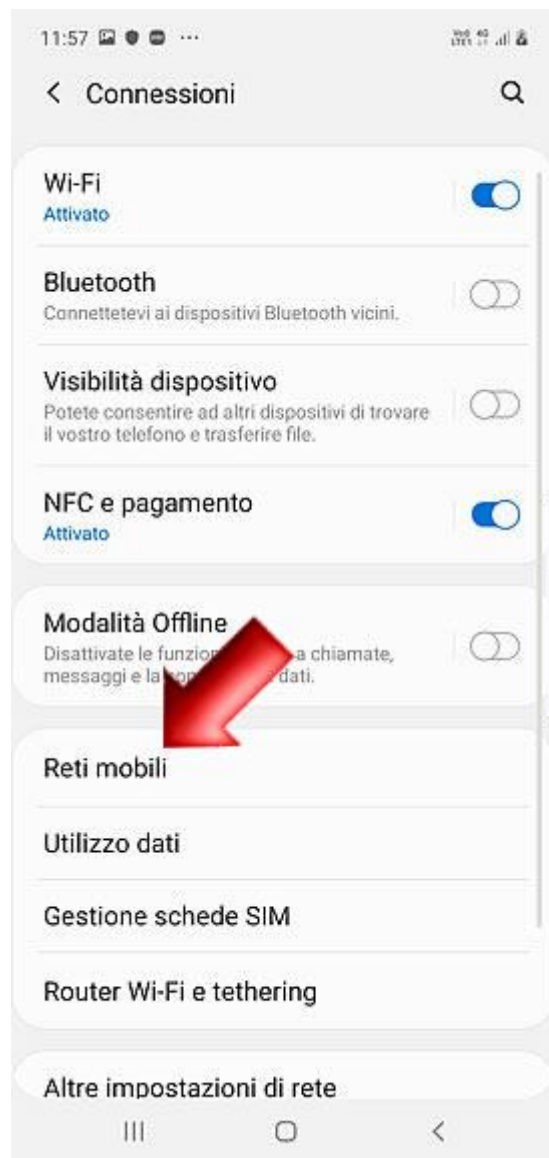 11:57
Connessioni
Wi-Fi
Attivato
Bluetooth
Connettetevi ai dispositivi Bluetooth vicini.
Visibilità dispositivo
Potete consentire ad altri dispositivi di trovare
il vostro telefono e trasferire file.
NFC e pagamento
Attivato
Modalità Offline
Disattivate le a chiamate,
messaggi e la dati.
Reti mobili
Utilizzo dati
Gestione schede SIM
Router Wi-Fi e tethering
Altre impostazioni di rete